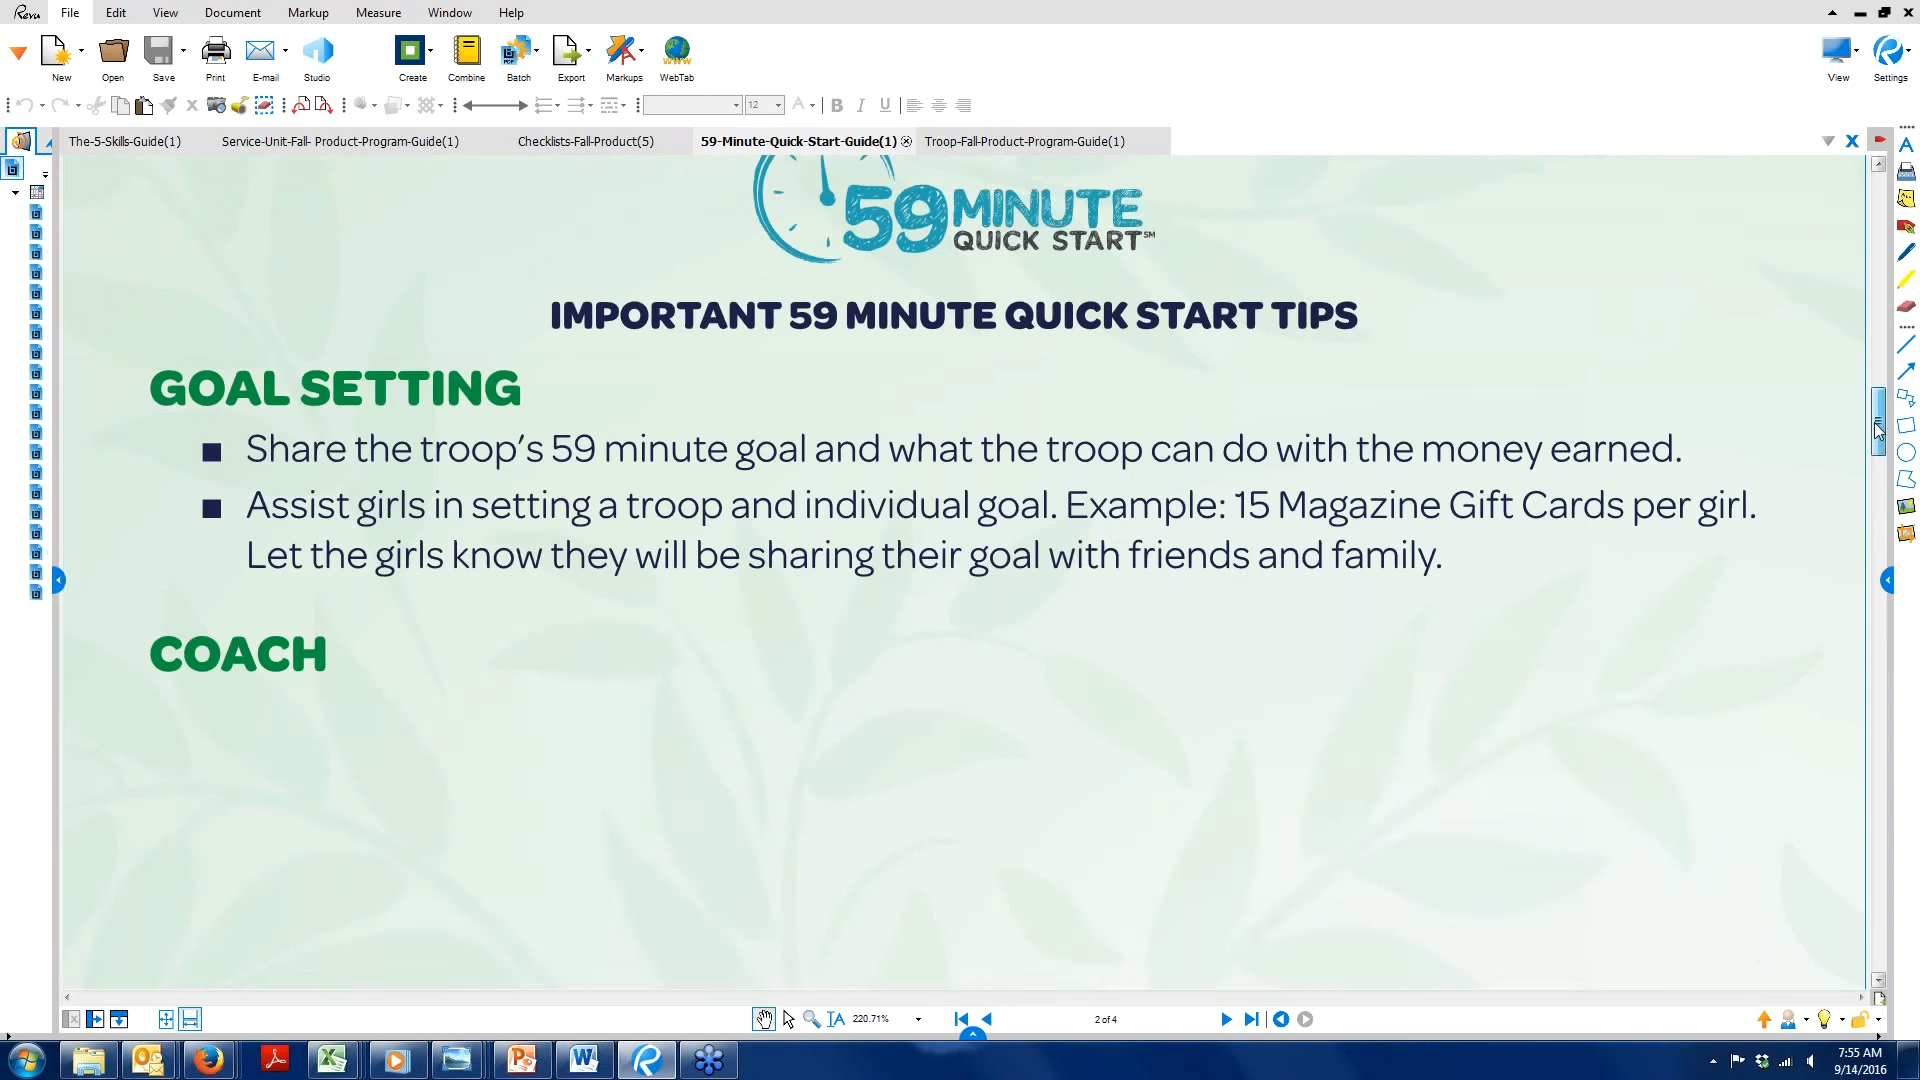 Revu File Edit View Document Markup Measure Window Help
New Open Save Print E-mail Studio Create Combine Batch Export Markups WebTab View Settings
12 A B I U
The-5-Skills-Guide(1) Service-Unit-Fall- Product-Program-Guide(1) Checklists-Fall-Product(5) 59-Minute-Quick-Start-Guide(1) Troop-Fall-Product-Program-Guide(1)
59 MINUTE
QUICK START℠
IMPORTANT 59 MINUTE QUICK START TIPS
GOAL SETTING
■ Share the troop’s 59 minute goal and what the troop can do with the money earned.
■ Assist girls in setting a troop and individual goal. Example: 15 Magazine Gift Cards per girl.
Let the girls know they will be sharing their goal with friends and family.
COACH
220.71% 2 of 4
7:55 AM
9/14/2016